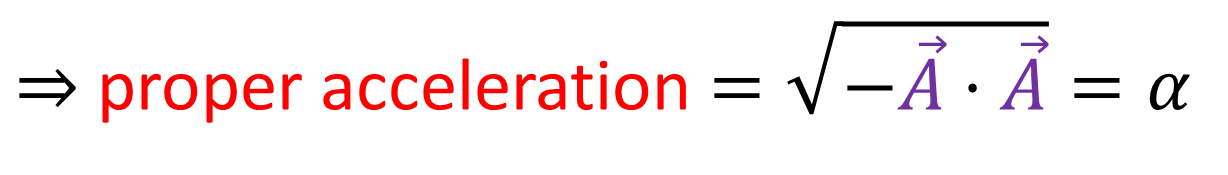 ⇒ proper acceleration = √(−A⃗ · A⃗) = α